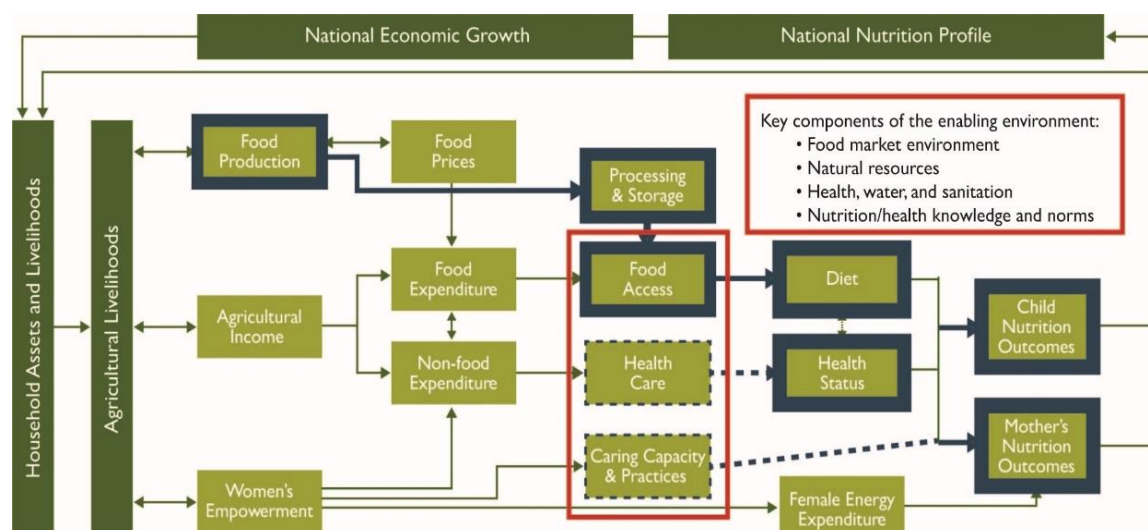 National Economic Growth
National Nutrition Profile
Household Assets and Livelihoods
Agricultural Livelihoods
Food
Production
Food
Prices
Processing
& Storage
Key components of the enabling environment:
• Food market environment
• Natural resources
• Health, water, and sanitation
• Nutrition/health knowledge and norms
Agricultural
Income
Food
Expenditure
Food
Access
Diet
Child
Nutrition
Outcomes
Non-food
Expenditure
Health
Care
Health
Status
Women's
Empowerment
Caring Capacity
& Practices
Female Energy
Expenditure
Mother's
Nutrition
Outcomes